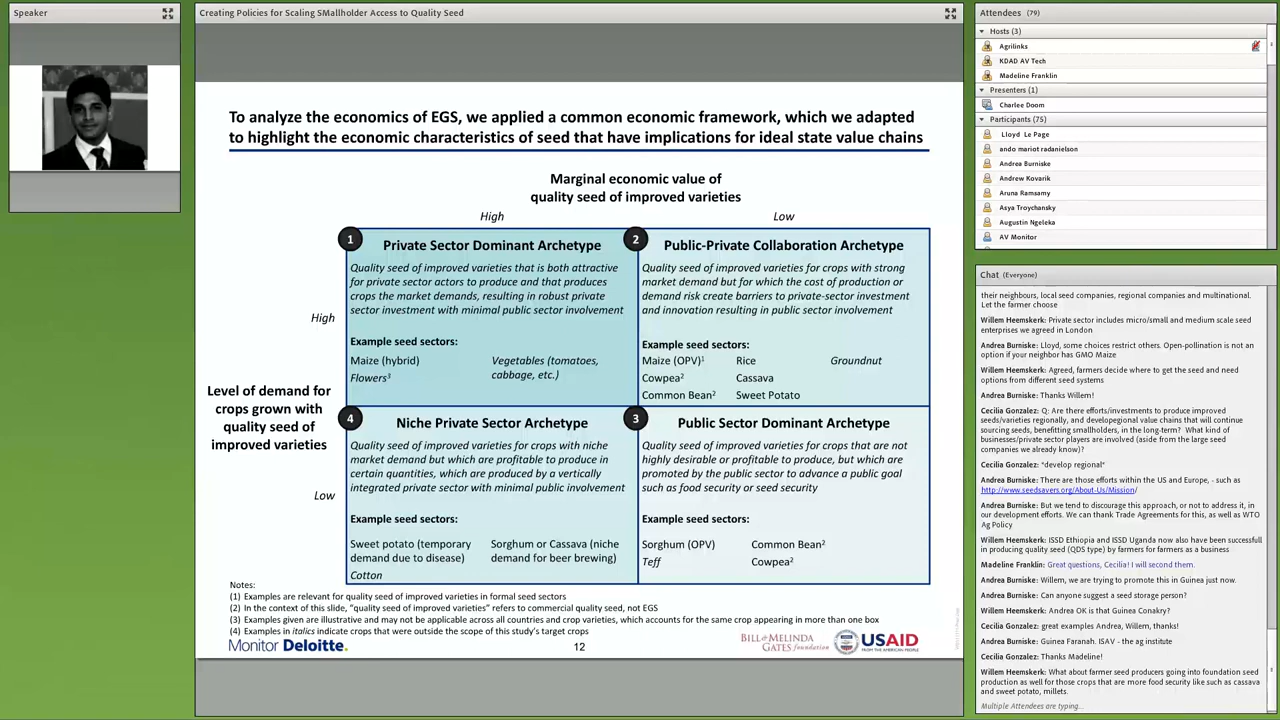 Speaker
Creating Policies for Scaling SMallholder Access to Quality Seed
To analyze the economics of EGS, we applied a common economic framework, which we adapted
to highlight the economic characteristics of seed that have implications for ideal state value chains
Marginal economic value of
quality seed of improved varieties
High
Low
Level of demand for
crops grown with
quality seed of
improved varieties
High
Low
1
Private Sector Dominant Archetype
Quality seed of improved varieties that is both attractive
for private sector actors to produce and that produces
crops the market demands, resulting in robust private
sector investment with minimal public sector involvement
Example seed sectors:
Maize (hybrid)
Flowers³
Vegetables (tomatoes,
cabbage, etc.)
2
Public-Private Collaboration Archetype
Quality seed of improved varieties for crops with strong
market demand but for which the cost of production or
demand risk create barriers to private-sector investment
and innovation resulting in public sector involvement
Example seed sectors:
Maize (OPV)¹ Rice Groundnut
Cowpea² Cassava
Common Bean² Sweet Potato
4
Niche Private Sector Archetype
Quality seed of improved varieties for crops with niche
market demand but which are profitable to produce in
certain quantities, which are produced by a vertically
integrated private sector with minimal public involvement
Example seed sectors:
Sweet potato (temporary
demand due to disease)
Cotton
Sorghum or Cassava (niche
demand for beer brewing)
3
Public Sector Dominant Archetype
Quality seed of improved varieties for crops that are not
highly desirable or profitable to produce, but which are
promoted by the public sector to advance a public goal
such as food security or seed security
Example seed sectors:
Sorghum (OPV) Common Bean²
Teff Cowpea²
Notes:
(1) Examples are relevant for quality seed of improved varieties in formal seed sectors
(2) In the context of this slide, "quality seed of improved varieties" refers to commercial quality seed, not EGS
(3) Examples given are illustrative and may not be applicable across all countries and crop varieties, which accounts for the same crop appearing in more than one box
(4) Examples in italics indicate crops that were outside the scope of this study's target crops
Monitor Deloitte.
12
BILL & MELINDA
GATES foundation
USAID
FROM THE AMERICAN PEOPLE
Attendees (79)
Hosts (3)
Agrilinks
KDAD AV Tech
Madeline Franklin
Presenters (1)
Charlee Doom
Participants (75)
Lloyd Le Page
ando mariot radanielson
Andrea Burniske
Andrew Kovarik
Aruna Ramsamy
Asya Troychansky
Augustin Ngeleka
AV Monitor
Chat (Everyone)
their neighbours, local seed companies, regional companies and multinational.
Let the farmer choose
Willem Heemskerk: Private sector includes micro/small and medium scale seed
enterprises we agreed in London
Andrea Burniske: Lloyd, some choices restrict others. Open-pollination is not an
option if your neighbor has GMO Maize
Willem Heemskerk: Agreed, farmers decide where to get the seed and need
options from different seed systems
Andrea Burniske: Thanks Willem!
Cecilia Gonzalez: Q: Are there efforts/investments to produce improved
seeds/varieties regionally, and developegional value chains that will continue
sourcing seeds, benefitting smallholders, in the long-term? What kind of
businesses/private sector players are involved (aside from the large seed
companies we already know)?
Cecilia Gonzalez: *develop regional*
Andrea Burniske: There are those efforts within the US and Europe, - such as
http://www.seedsavers.org/About-Us/Mission/
Andrea Burniske: But we tend to discourage this approach, or not to address it, in
our development efforts. We can thank Trade Agreements for this, as well as WTO
Ag Policy
Willem Heemskerk: ISSD Ethiopia and ISSD Uganda now also have been successfull
in producing quality seed (QDS type) by farmers for farmers as a business
Madeline Franklin: Great questions, Cecilia! I will second them.
Andrea Burniske: Willem, we are trying to promote this in Guinea just now.
Andrea Burniske: Can anyone suggest a seed storage person?
Willem Heemskerk: Andrea OK is that Guinea Conakry?
Cecilia Gonzalez: great examples Andrea, Willem, thanks!
Andrea Burniske: Guinea Faranah. ISAV - the ag institute
Cecilia Gonzalez: Thanks Madeline!
Willem Heemskerk: What about farmer seed producers going into foundation seed
production as well for those crops that are more food security like such as cassava
and sweet potato, millets.
Multiple Attendees are typing...